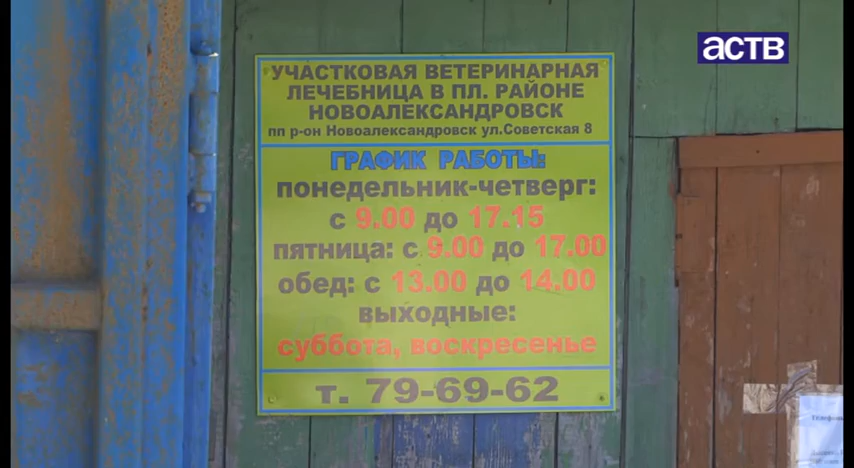 АСТВ
УЧАСТКОВАЯ ВЕТЕРИНАРНАЯ
ЛЕЧЕБНИЦА В ПЛ. РАЙОНЕ
НОВОАЛЕКСАНДРОВСК
пп р-он Новоалександровск ул.Советская 8
ГРАФИК РАБОТЫ:
понедельник-четверг:
с 9.00 до 17.15
пятница: с 9.00 до 17.00
обед: с 13.00 до 14.00
выходные:
суббота, воскресенье
т. 79-69-62